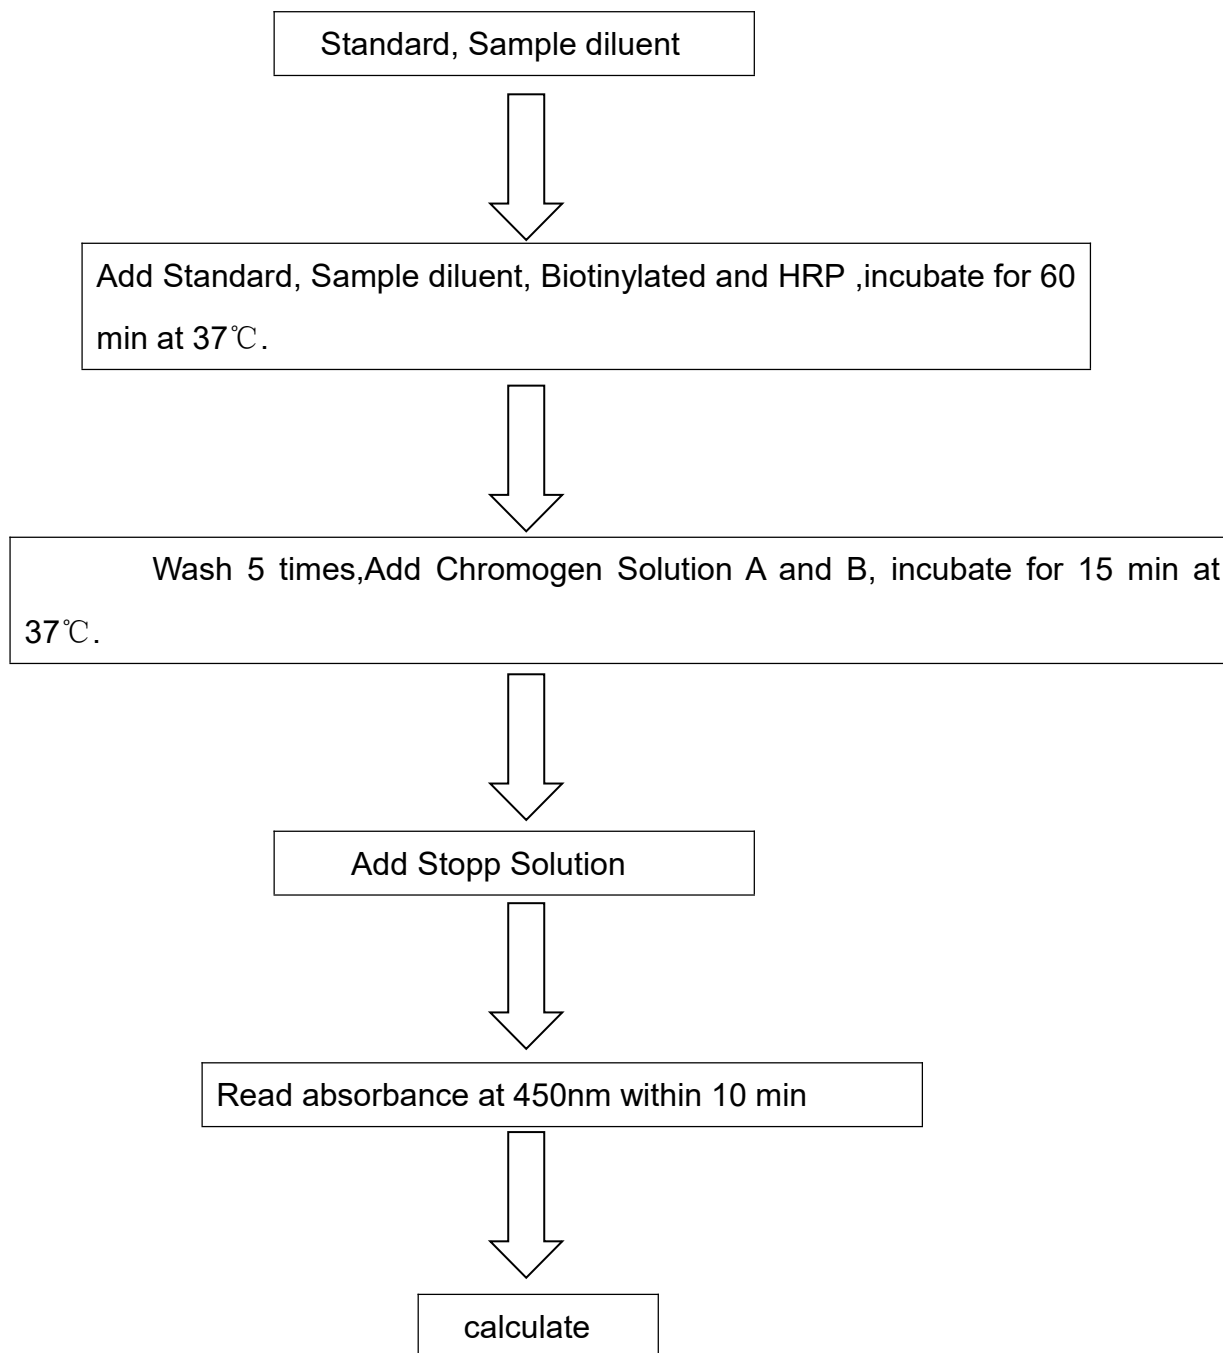 Standard, Sample diluent
Add Standard, Sample diluent, Biotinylated and HRP ,incubate for 60
min at 37℃.
Wash 5 times,Add Chromogen Solution A and B, incubate for 15 min at
37℃.
Add Stopp Solution
Read absorbance at 450nm within 10 min
calculate